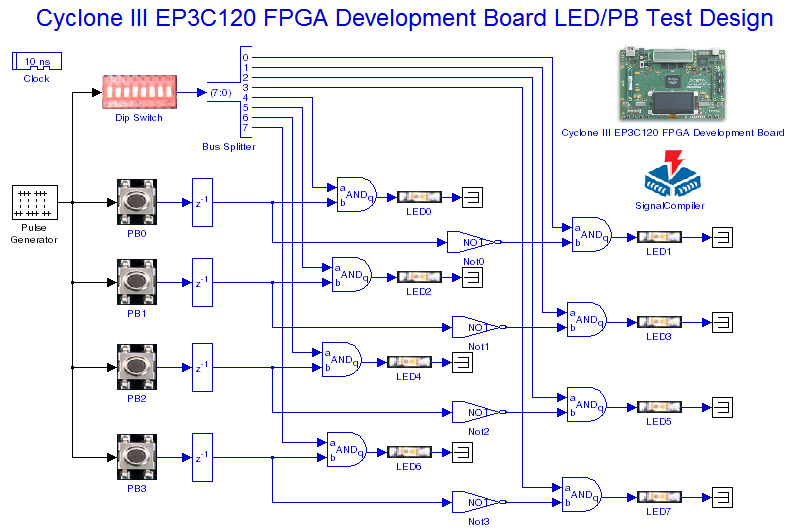 Cyclone III EP3C120 FPGA Development Board LED/PB Test Design
10 ns
Clock
Dip Switch
(7:0)
0
1
2
3
4
5
6
7
Bus Splitter
Cyclone III EP3C120 FPGA Development Board
SignalCompiler
Pulse
Generator
PB0
z-1
a
b
AND
q
LED0
NOT
Not0
a
b
AND
q
LED1
PB1
z-1
a
b
AND
q
LED2
NOT
Not1
a
b
AND
q
LED3
PB2
z-1
a
b
AND
q
LED4
NOT
Not2
a
b
AND
q
LED5
PB3
z-1
a
b
AND
q
LED6
NOT
Not3
a
b
AND
q
LED7